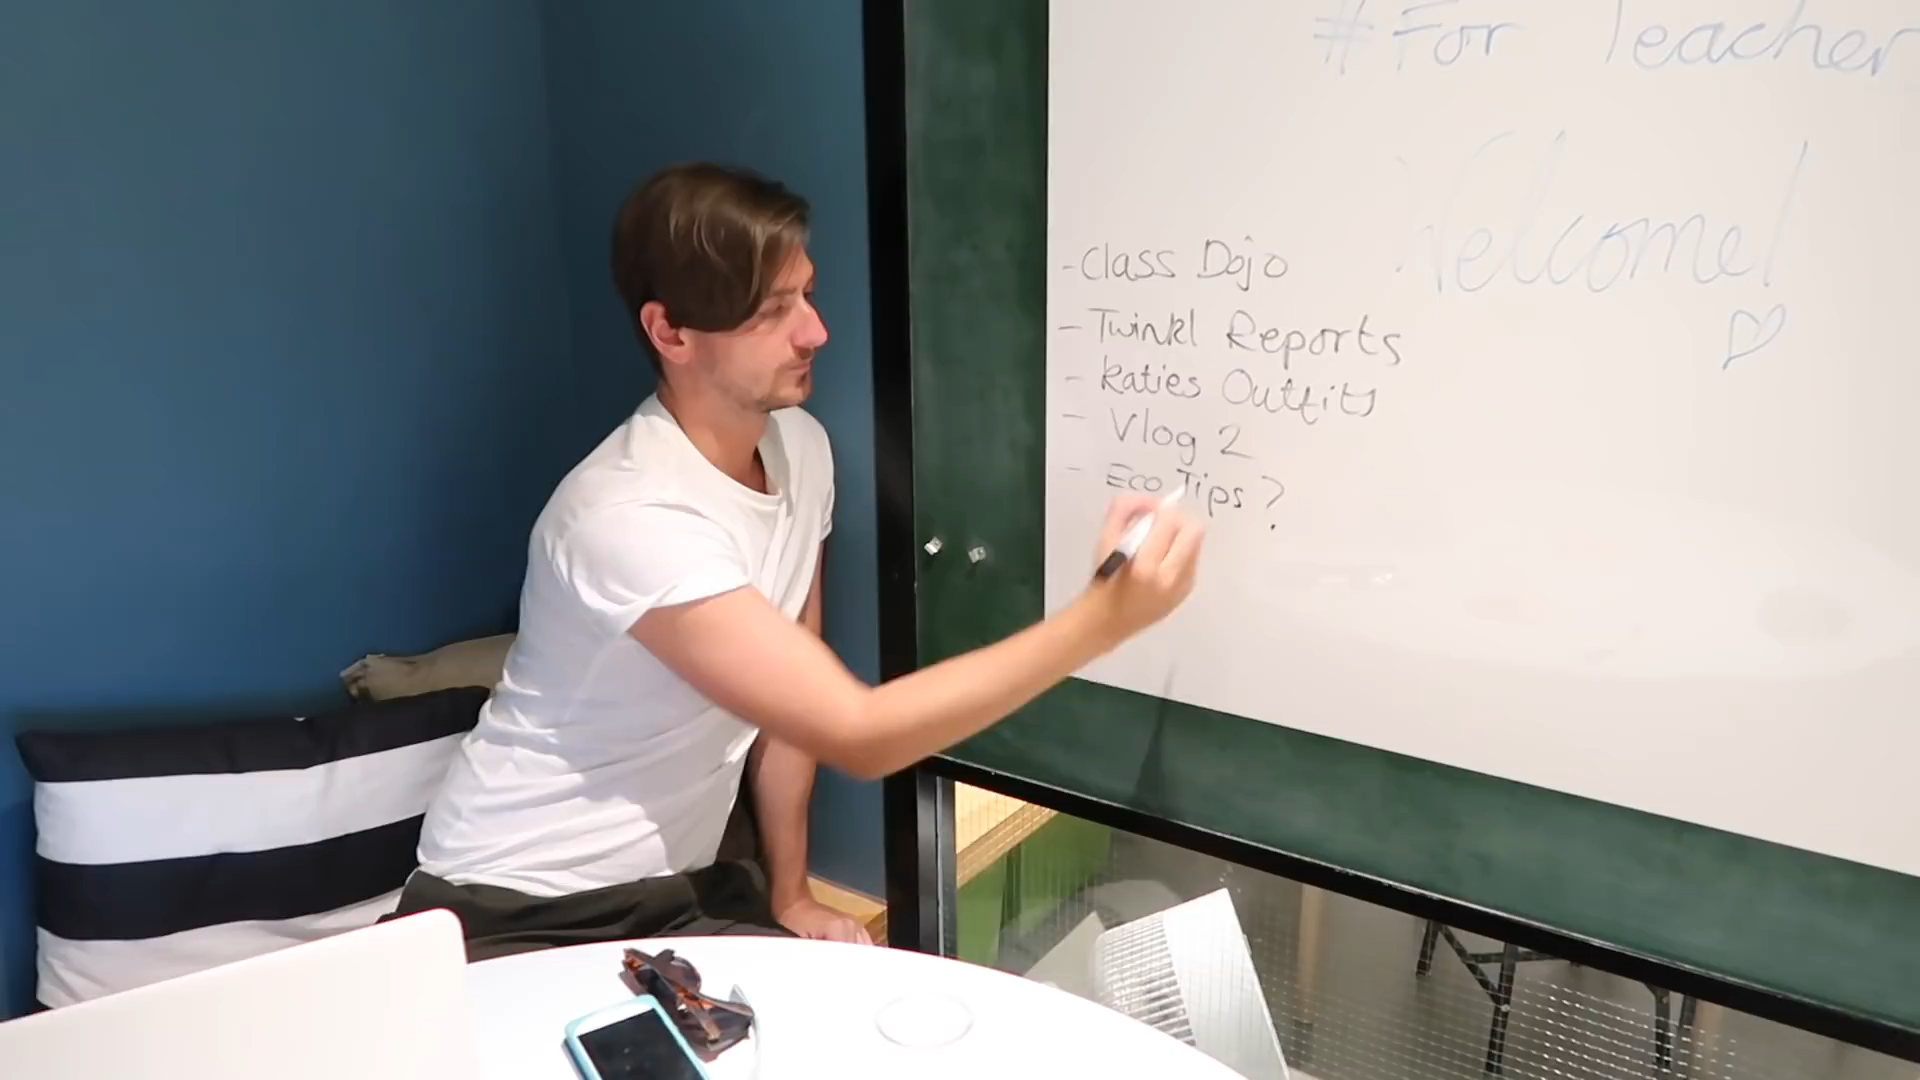 #For Teacher
Welcome!
-Class Dojo
-Twinkl Reports
- Katies Outfits
- Vlog 2
- Eco Tips?